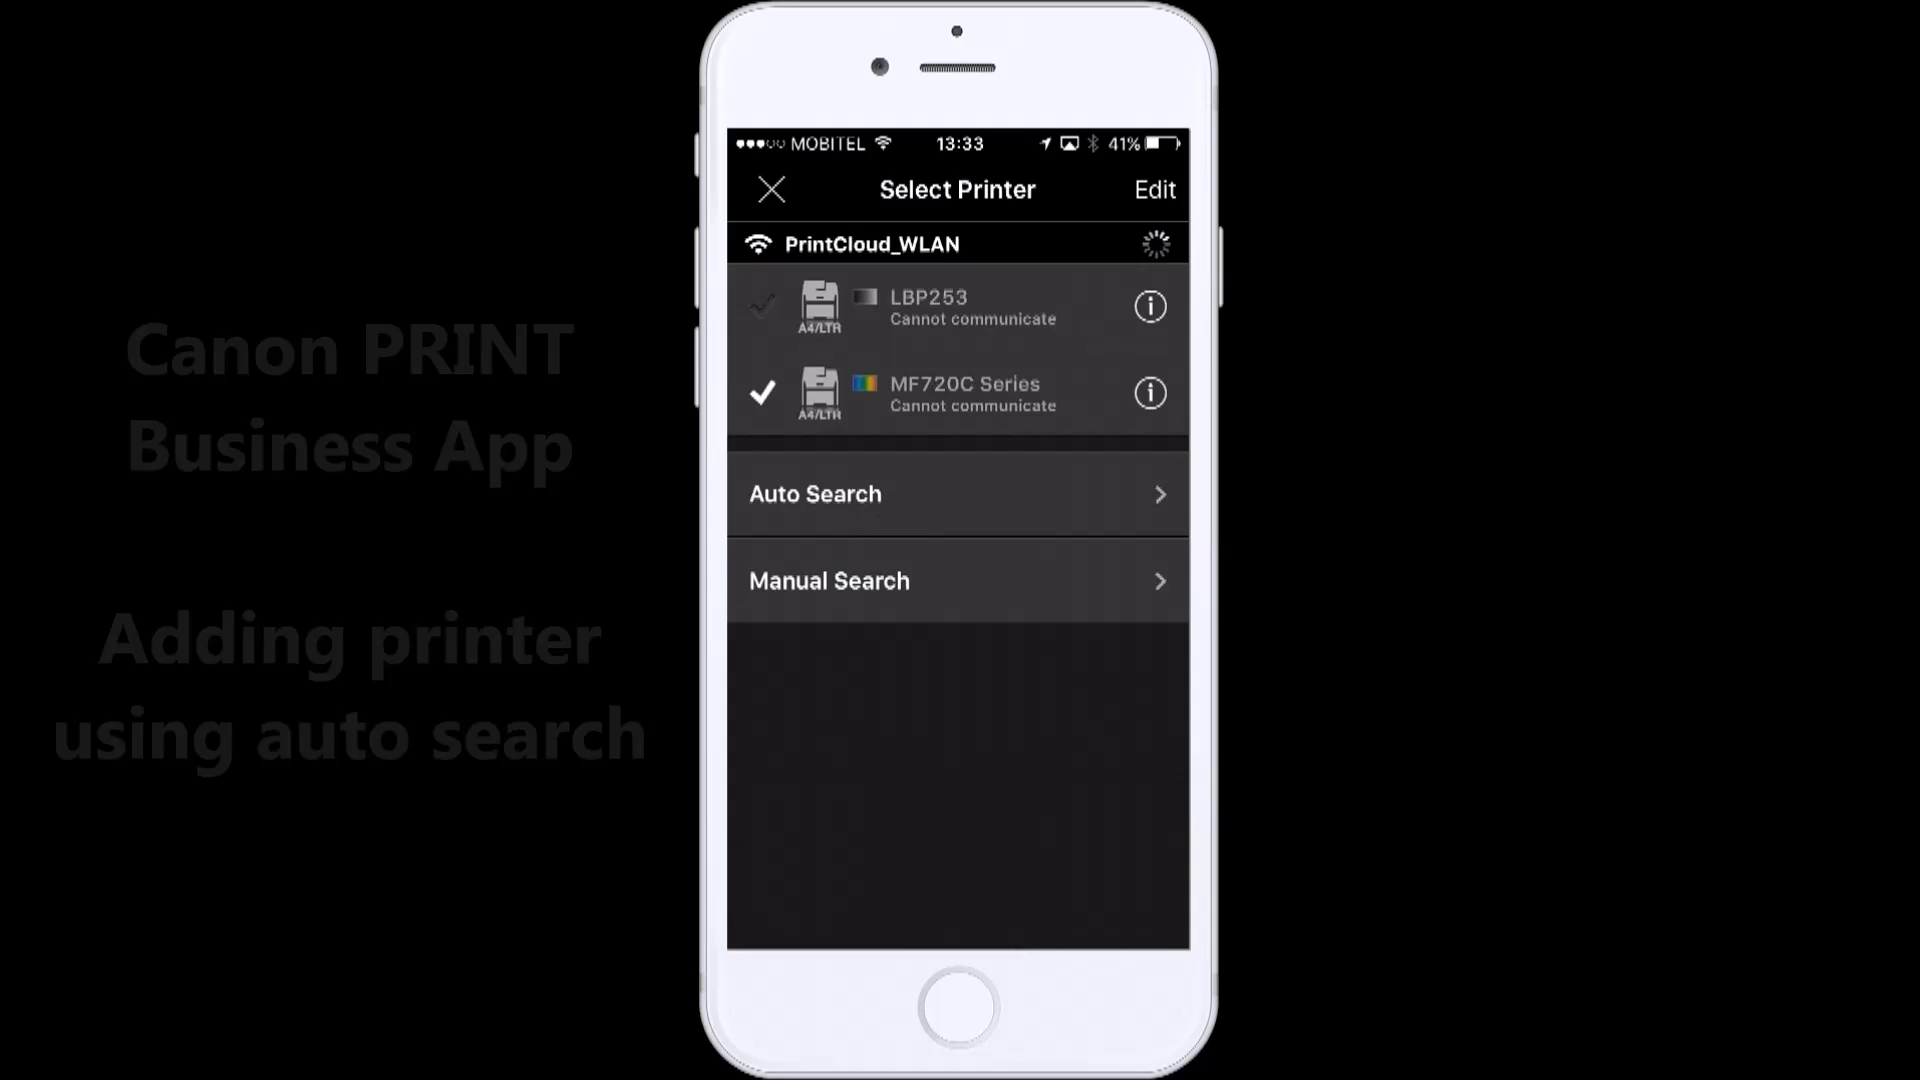 Canon PRINT
Business App
Adding printer
using auto search
MOBITEL 13:33 41%
Select Printer Edit
PrintCloud_WLAN
LBP253
Cannot communicate
A4/LTR
MF720C Series
Cannot communicate
A4/LTR
Auto Search
Manual Search